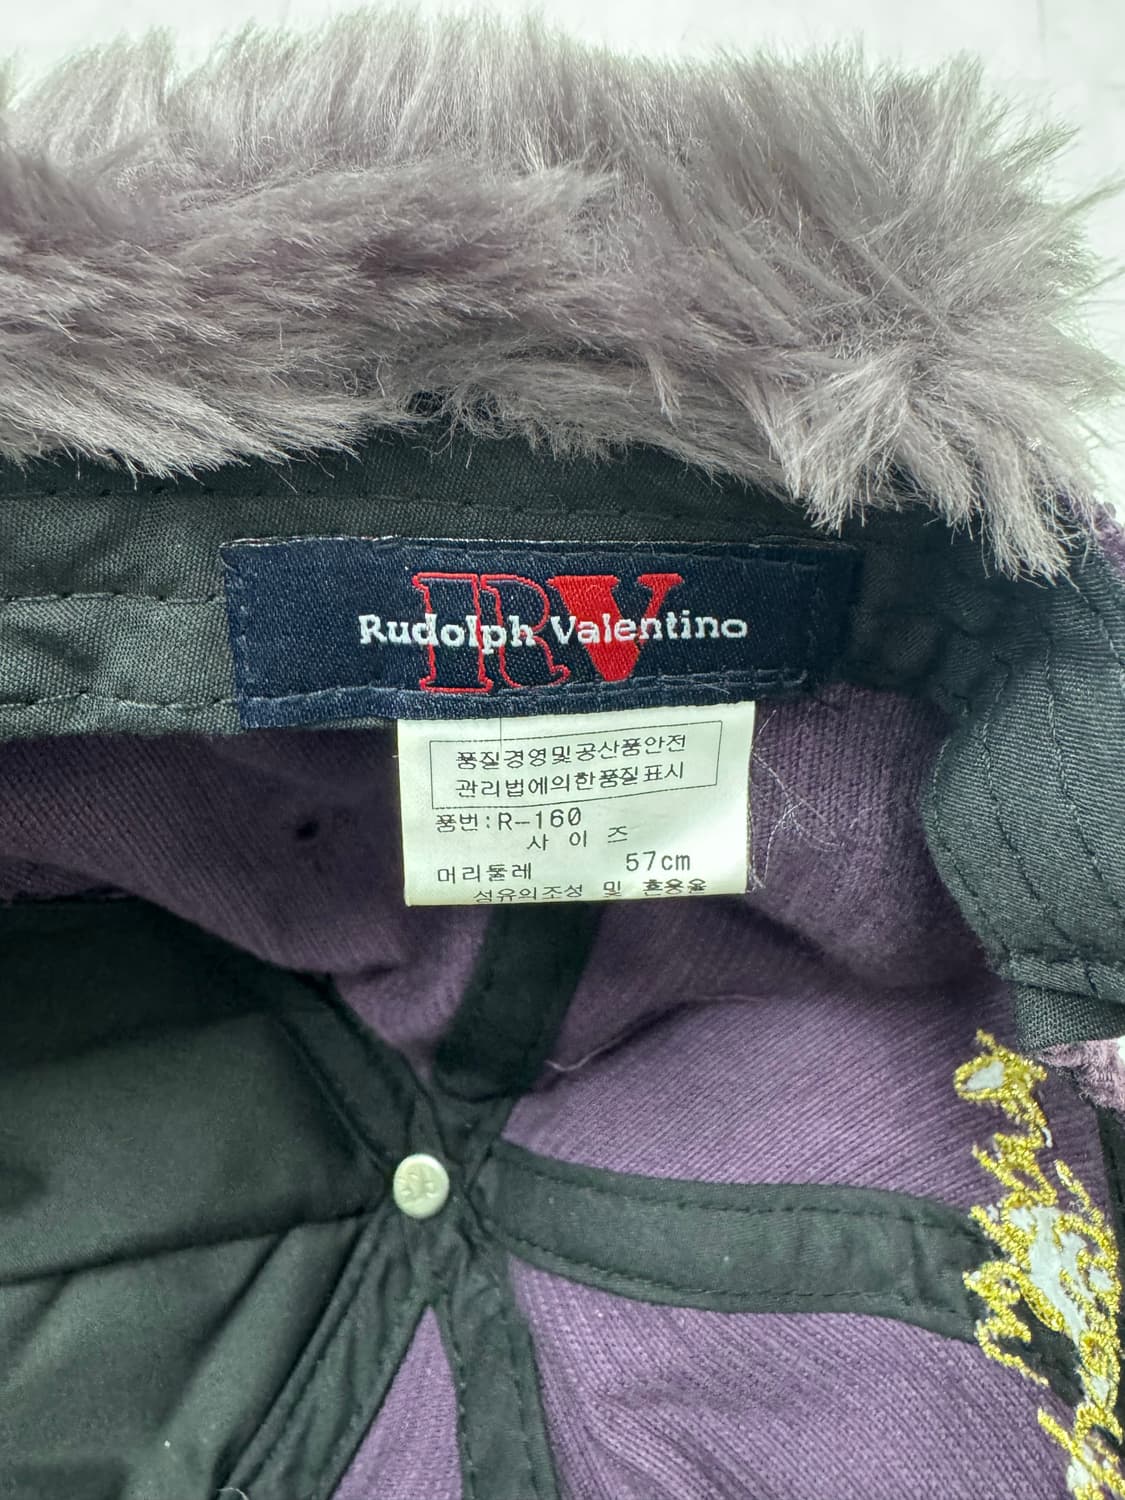 RV
Rudolph Valentino
품질경영및공산품안전
관리법에의한품질표시
품번:R-160
사 이 즈
머리둘레 57cm
섬유의조성 및 혼용율